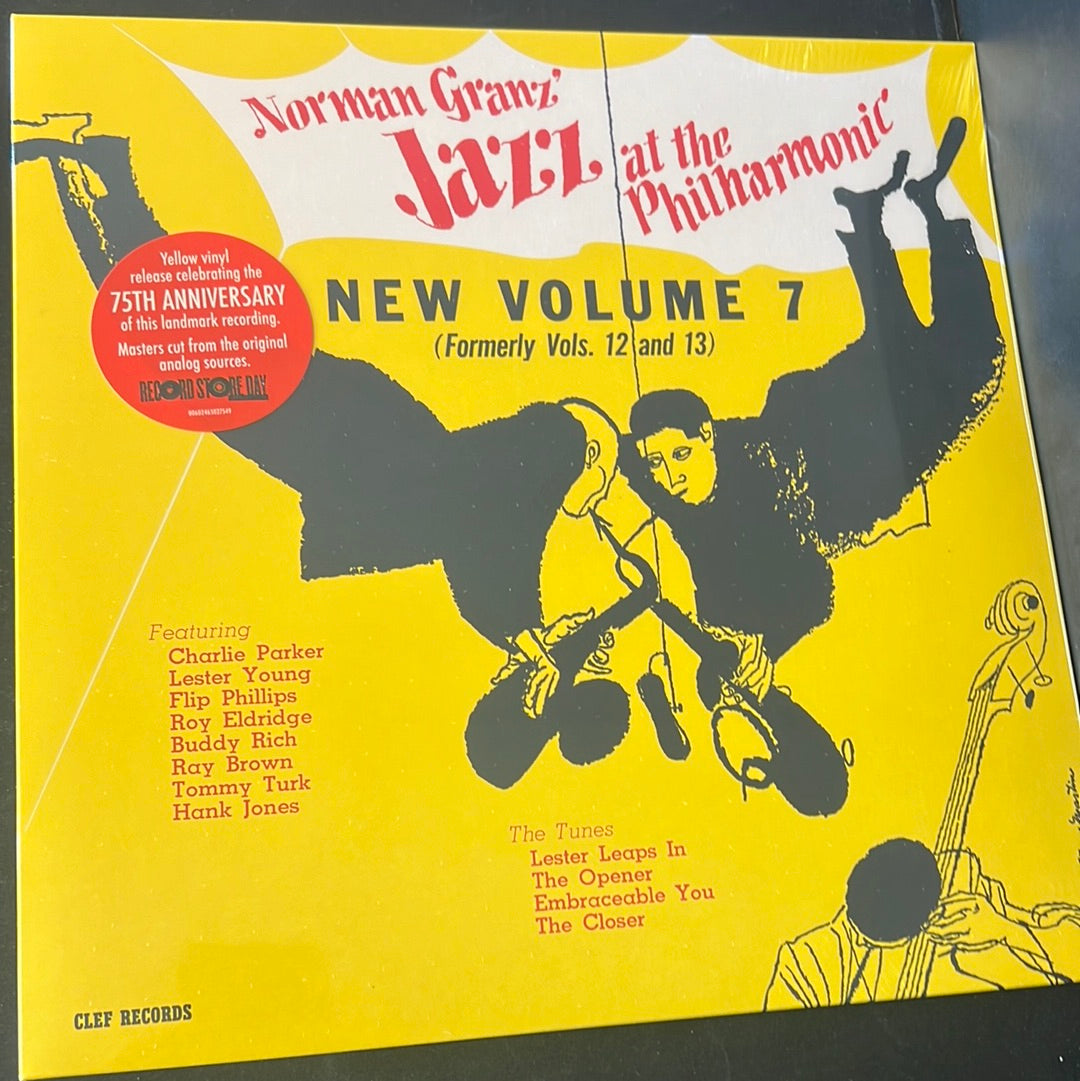 Norman Granz'
Jazz at the
Philharmonic
NEW VOLUME 7
(Formerly Vols. 12 and 13)
Yellow vinyl
release celebrating the
75TH ANNIVERSARY
of this landmark recording.
Masters cut from the original
analog sources.
RECORD STORE DAY
Featuring
Charlie Parker
Lester Young
Flip Phillips
Roy Eldridge
Buddy Rich
Ray Brown
Tommy Turk
Hank Jones
The Tunes
Lester Leaps In
The Opener
Embraceable You
The Closer
CLEF RECORDS